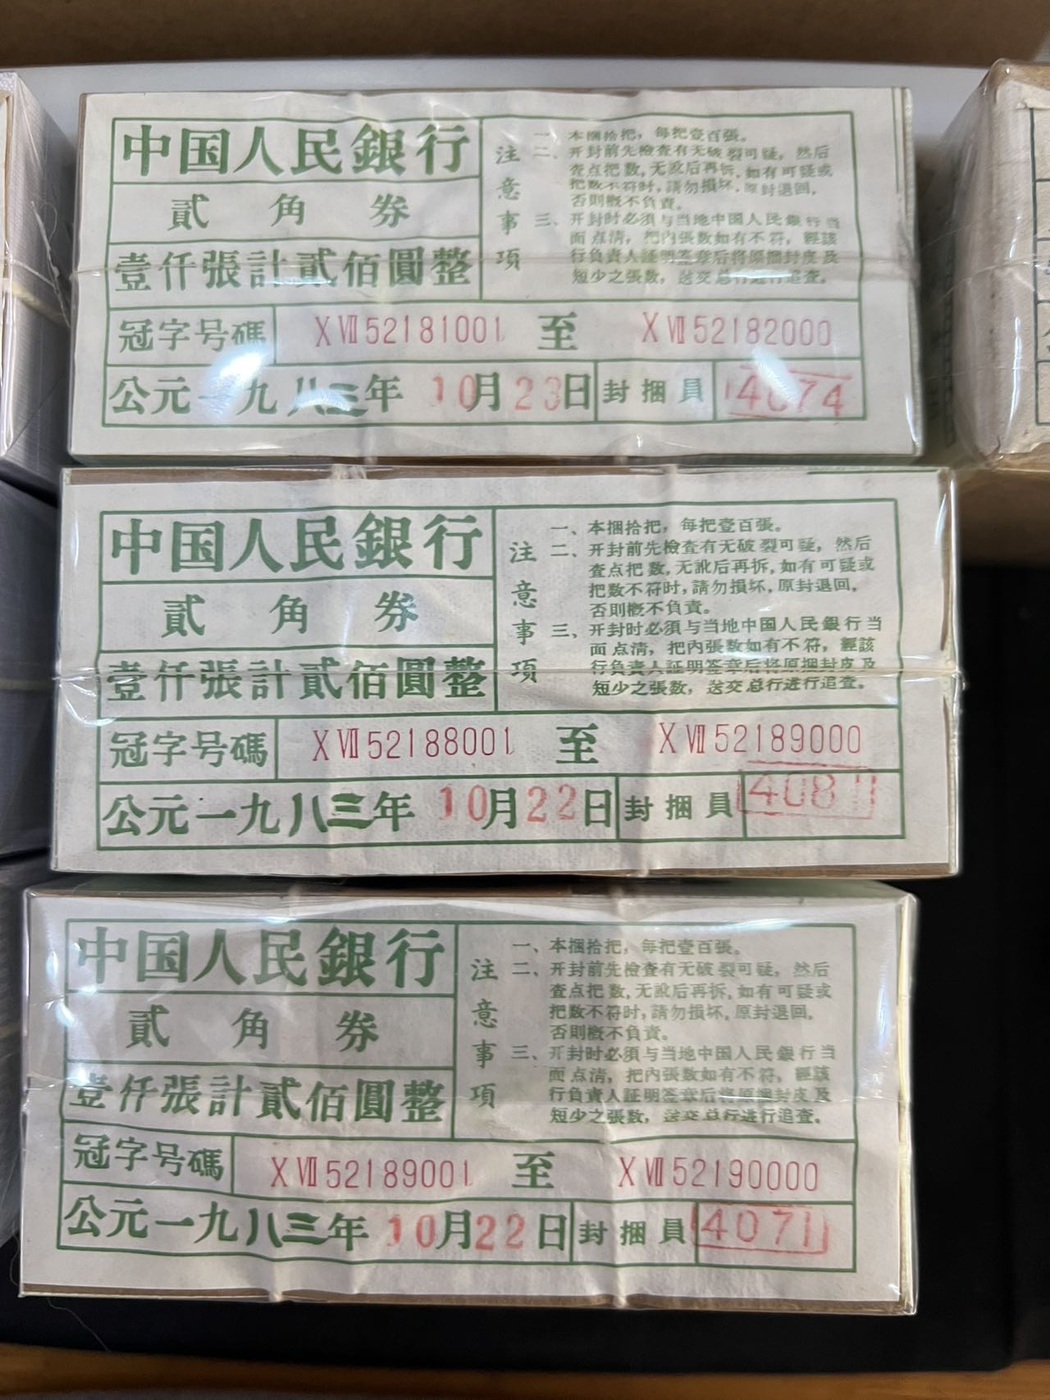 中国人民銀行
貳角券
壹仟張計貳佰圓整
注意事項
一、本捆拾把，每把壹百張。
二、开封前先檢查有无破裂可疑，然后
查点把数，无訛后再拆，如有可疑或
把数不符时，請勿損坏，原封退回，
否則概不負責。
三、开封时必須与当地中国人民銀行当
面点清，把内張数如有不符，經該
行負責人証明签章后将原捆封皮及
短少之張数，送交总行进行追查。
冠字号碼 XⅦ52181001 至 XⅦ52182000
公元一九八三年10月23日 封捆員 4074
中国人民銀行
貳角券
壹仟張計貳佰圓整
注意事項
一、本捆拾把，每把壹百張。
二、开封前先檢查有无破裂可疑，然后
查点把数，无訛后再拆，如有可疑或
把数不符时，請勿損坏，原封退回。
否則概不負責。
三、开封时必須与当地中国人民銀行当
面点清，把内張数如有不符，經該
行負責人証明签章后将原捆封皮及
短少之張数，送交总行进行追查。
冠字号碼 XⅦ52188001 至 XⅦ52189000
公元一九八三年10月22日 封捆員
中国人民銀行
貳角券
壹仟張計貳佰圓整
注意事項
一、本捆拾把，每把壹百張。
二、开封前先檢查有无破裂可疑，然后
查点把数，无訛后再拆，如有可疑或
把数不符时，請勿損坏，原封退回。
否則概不負責。
三、开封时必須与当地中国人民銀行当
面点清，把内張数如有不符，經該
行負責人証明签章后将原捆封皮及
短少之張数，送交总行进行追查。
冠字号碼 XⅦ52189001 至 XⅦ52190000
公元一九八三年10月22日 封捆員 4071